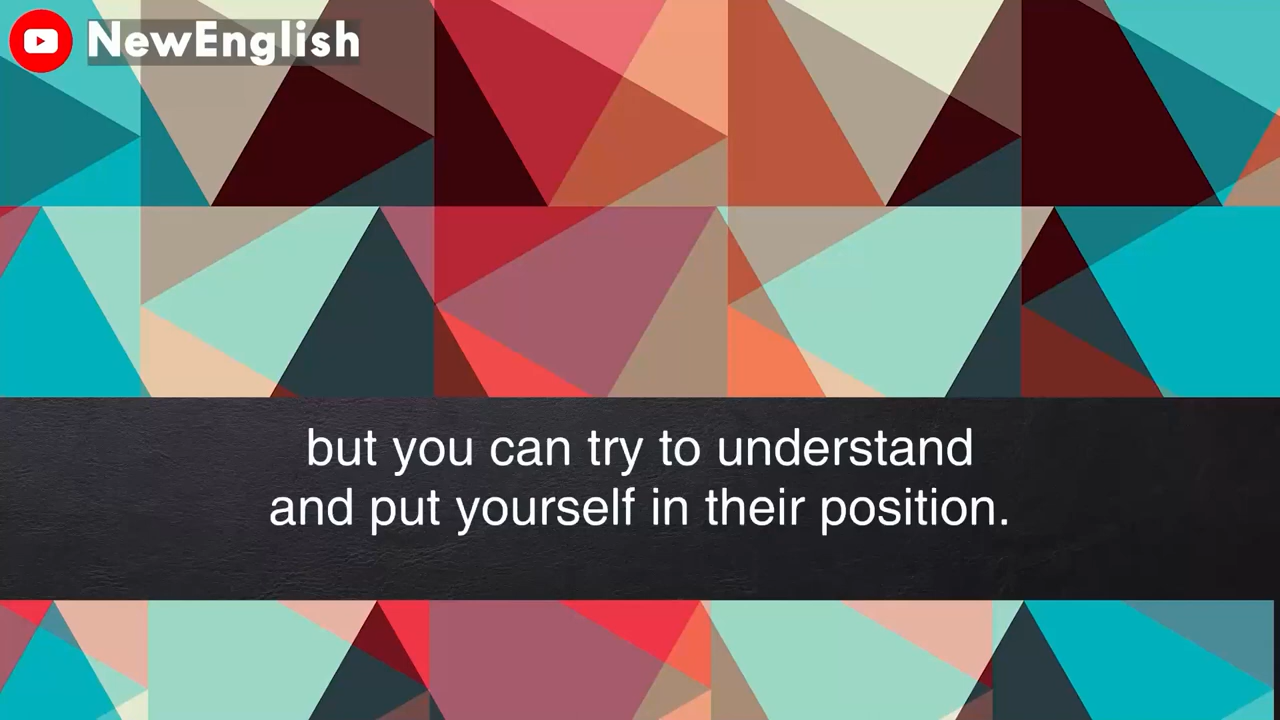 NewEnglish
but you can try to understand
and put yourself in their position.